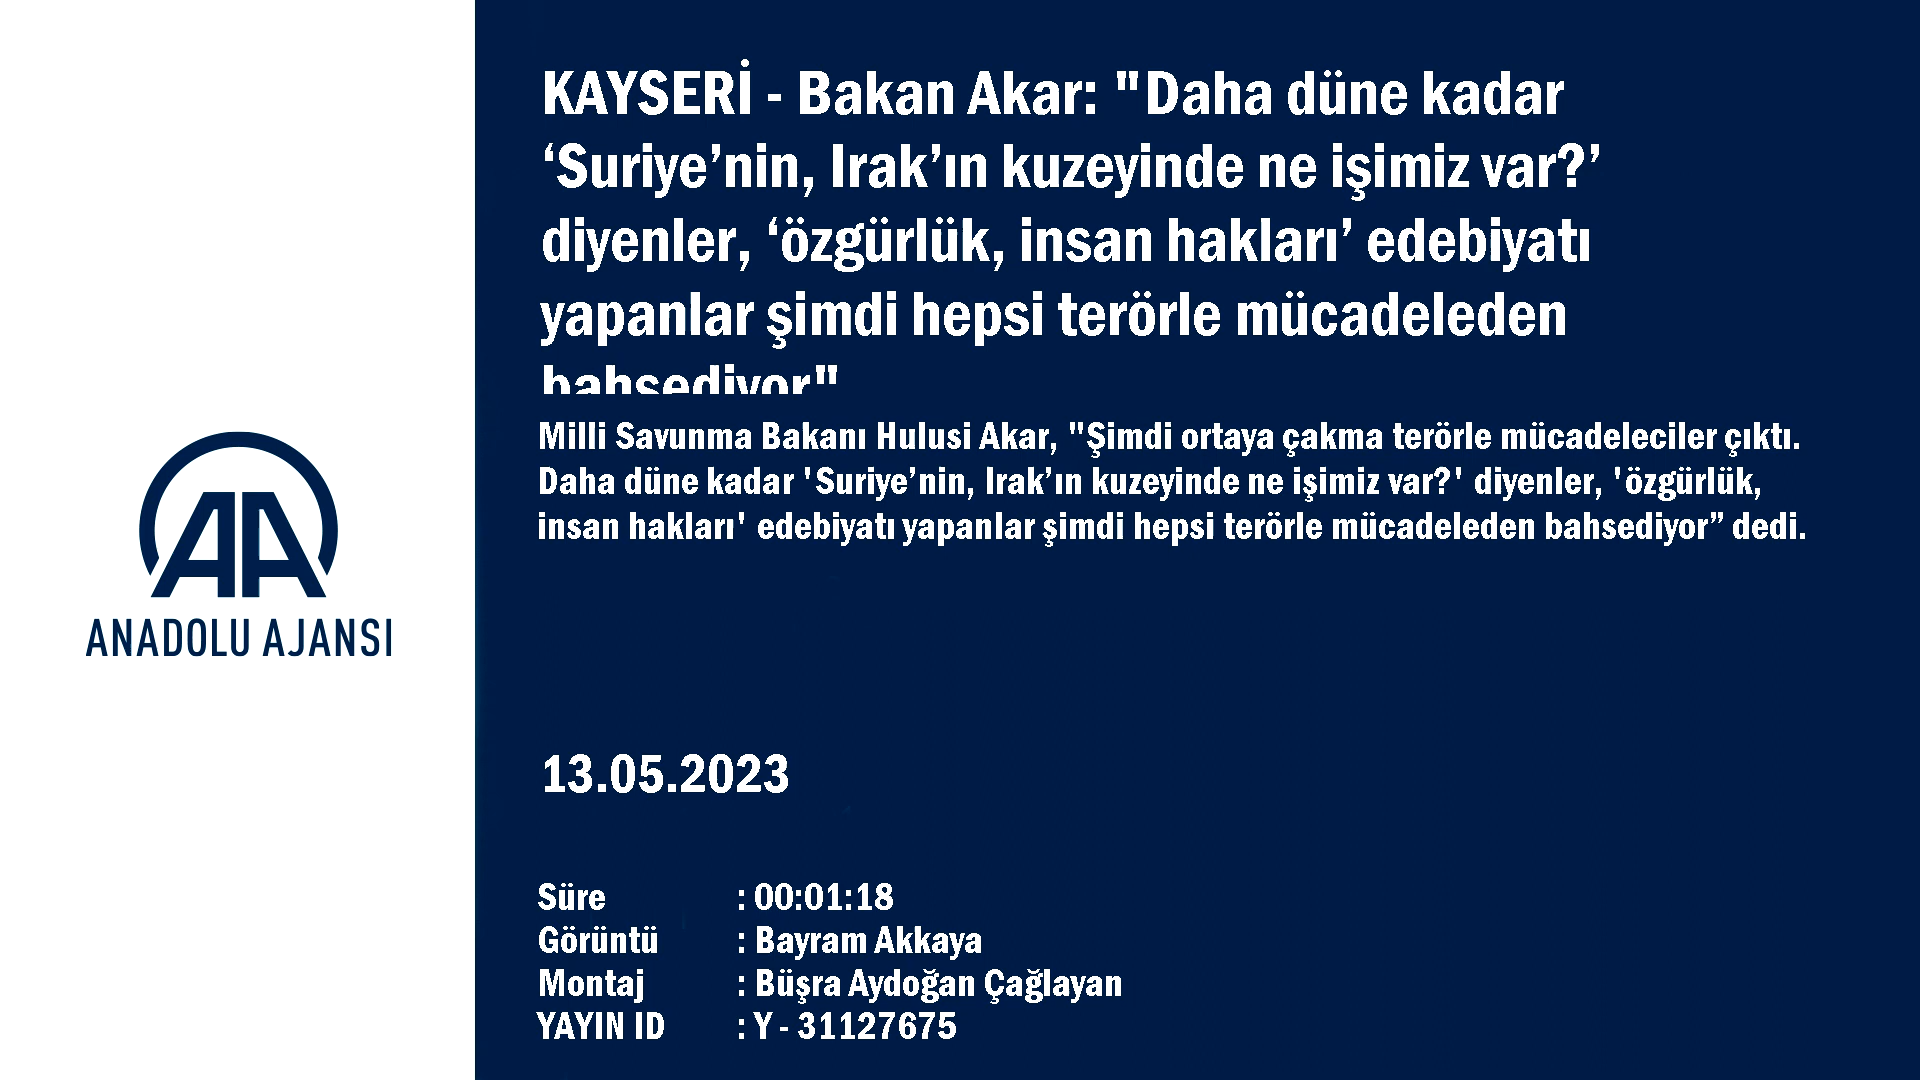 KAYSERİ - Bakan Akar: "Daha düne kadar
‘Suriye’nin, Irak’ın kuzeyinde ne işimiz var?’
diyenler, ‘özgürlük, insan hakları’ edebiyatı
yapanlar şimdi hepsi terörle mücadeleden
bahsediyor"
Milli Savunma Bakanı Hulusi Akar, "Şimdi ortaya çakma terörle mücadeleciler çıktı.
Daha düne kadar 'Suriye’nin, Irak’ın kuzeyinde ne işimiz var?' diyenler, 'özgürlük,
insan hakları' edebiyatı yapanlar şimdi hepsi terörle mücadeleden bahsediyor” dedi.
AA
ANADOLU AJANSI
13.05.2023
Süre : 00:01:18
Görüntü : Bayram Akkaya
Montaj : Büşra Aydoğan Çağlayan
YAYIN ID : Y - 31127675